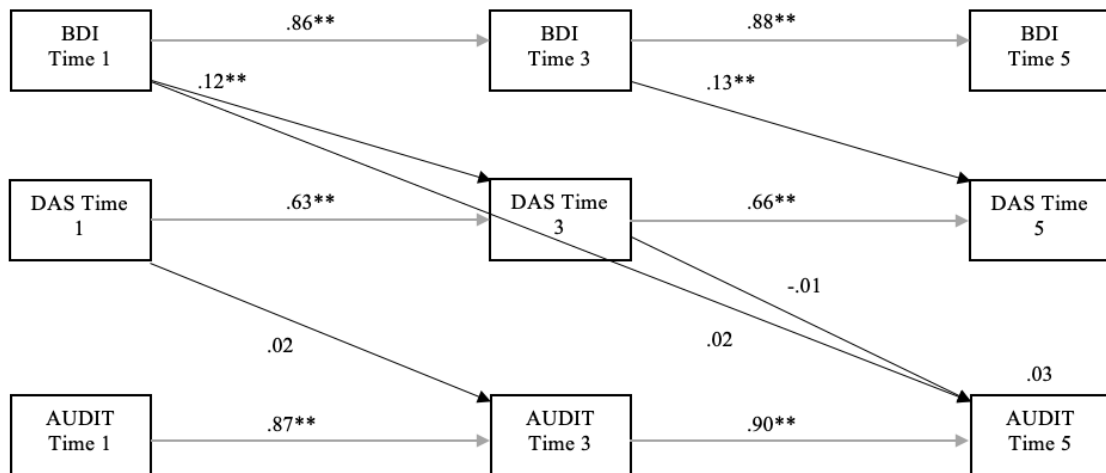 BDI
Time 1
.86**
BDI
Time 3
.88**
BDI
Time 5
.12**
.13**
DAS Time
1
.63**
DAS Time
3
.66**
DAS Time
5
-.01
.02
.02
.03
AUDIT
Time 1
.87**
AUDIT
Time 3
.90**
AUDIT
Time 5